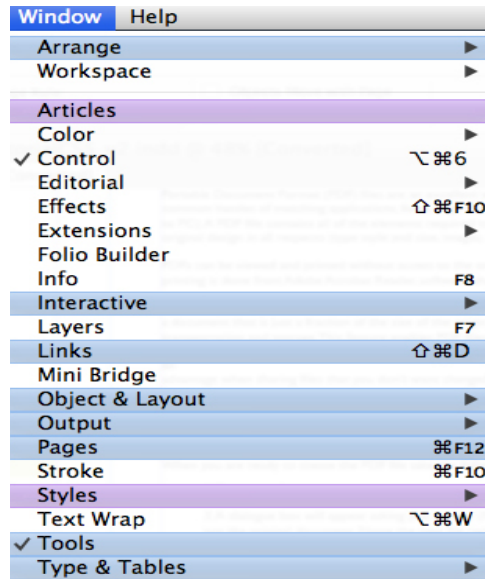 Window Help
Arrange ▶
Workspace ▶
Articles
Color ▶
✓ Control ⌥⌘6
Editorial ▶
Effects ⇧⌘F10
Extensions ▶
Folio Builder
Info F8
Interactive ▶
Layers F7
Links ⇧⌘D
Mini Bridge
Object & Layout ▶
Output ▶
Pages ⌘F12
Stroke ⌘F10
Styles ▶
Text Wrap ⌥⌘W
✓ Tools
Type & Tables ▶